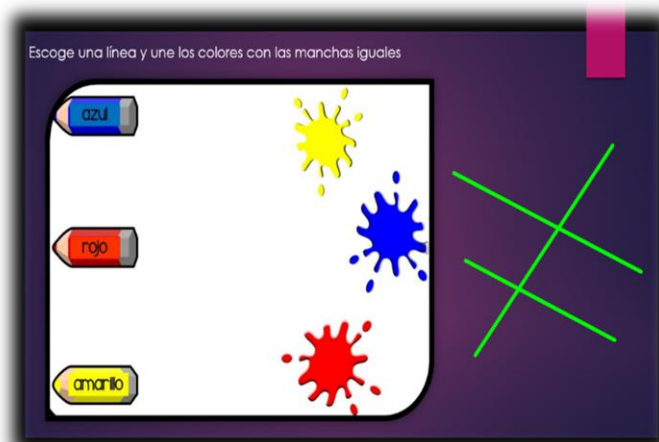 Escoge una línea y une los colores con las manchas iguales
azul
rojo
amarillo